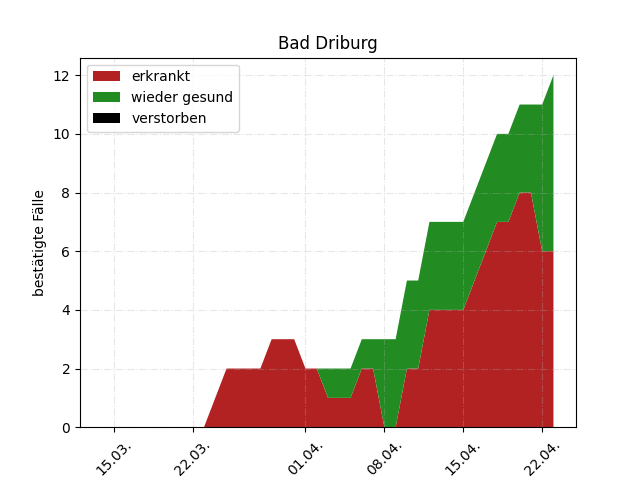 Bad Driburg
erkrankt
wieder gesund
verstorben
bestätigte Fälle
12
10
8
6
4
2
0
15.03.
22.03.
01.04.
08.04.
15.04.
22.04.